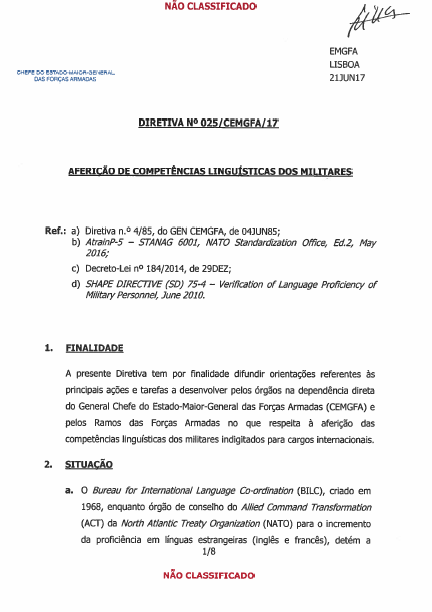 NÃO CLASSIFICADO
EMGFA
LISBOA
21JUN17
CHEFE DO ESTADO-MAIOR-GENERAL
DAS FORÇAS ARMADAS
DIRETIVA Nº 025/CEMGFA/17
AFERIÇÃO DE COMPETÊNCIAS LINGUÍSTICAS DOS MILITARES
Ref.: a) Diretiva n.º 4/85, do GEN CEMGFA, de 04JUN85;
b) AtrainP-5 – STANAG 6001, NATO Standardization Office, Ed.2, May
2016;
c) Decreto-Lei nº 184/2014, de 29DEZ;
d) SHAPE DIRECTIVE (SD) 75-4 – Verification of Language Proficiency of
Military Personnel, June 2010.
1. FINALIDADE
A presente Diretiva tem por finalidade difundir orientações referentes às
principais ações e tarefas a desenvolver pelos órgãos na dependência direta
do General Chefe do Estado-Maior-General das Forças Armadas (CEMGFA) e
pelos Ramos das Forças Armadas no que respeita à aferição das
competências linguísticas dos militares indigitados para cargos internacionais.
2. SITUAÇÃO
a. O Bureau for International Language Co-ordination (BILC), criado em
1968, enquanto órgão de conselho do Allied Command Transformation
(ACT) da North Atlantic Treaty Organization (NATO) para o incremento
da proficiência em línguas estrangeiras (inglês e francês), detém a
1/8
NÃO CLASSIFICADO